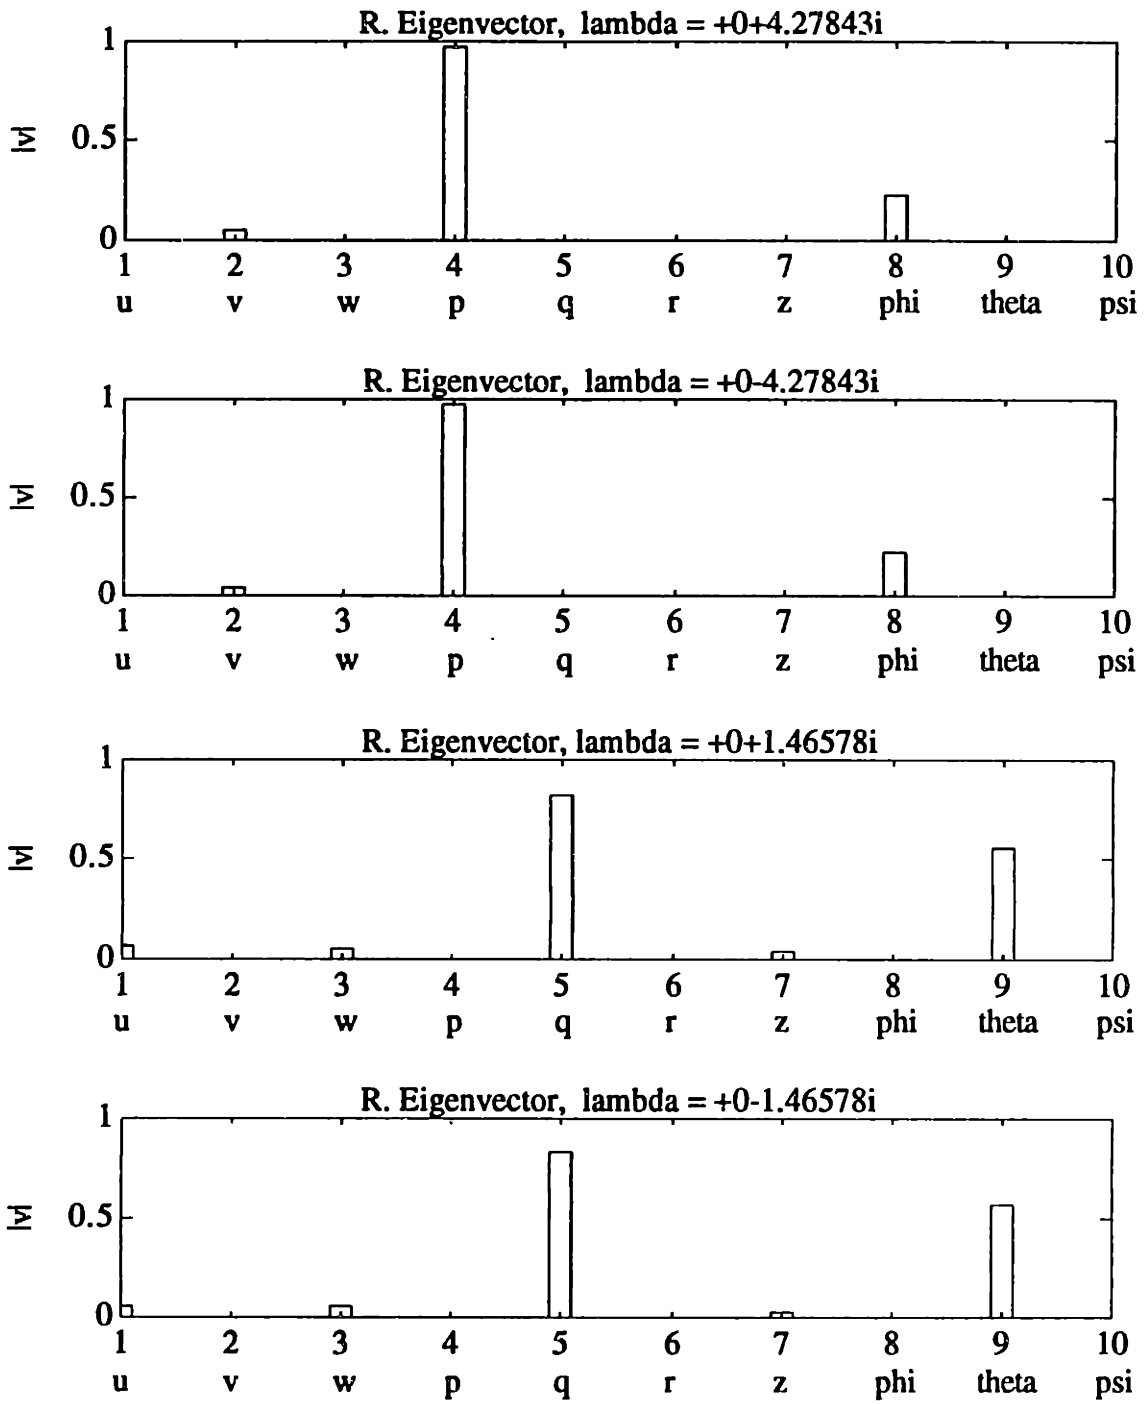 R. Eigenvector, lambda = +0+4.27843i
1
|v|
0.5
0
1 2 3 4 5 6 7 8 9 10
u v w p q r z phi theta psi
R. Eigenvector, lambda = +0-4.27843i
1
|v|
0.5
0
1 2 3 4 5 6 7 8 9 10
u v w p q r z phi theta psi
R. Eigenvector, lambda = +0+1.46578i
1
|v|
0.5
0
1 2 3 4 5 6 7 8 9 10
u v w p q r z phi theta psi
R. Eigenvector, lambda = +0-1.46578i
1
|v|
0.5
0
1 2 3 4 5 6 7 8 9 10
u v w p q r z phi theta psi